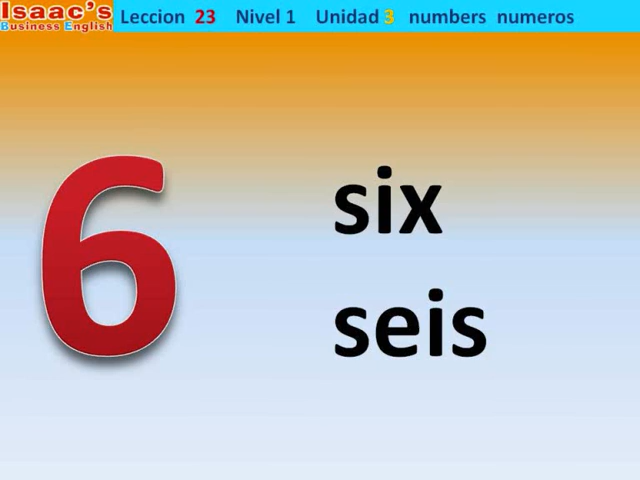 Isaac's
Business English
Leccion 23 Nivel 1 Unidad 3 numbers numeros
6
six
seis